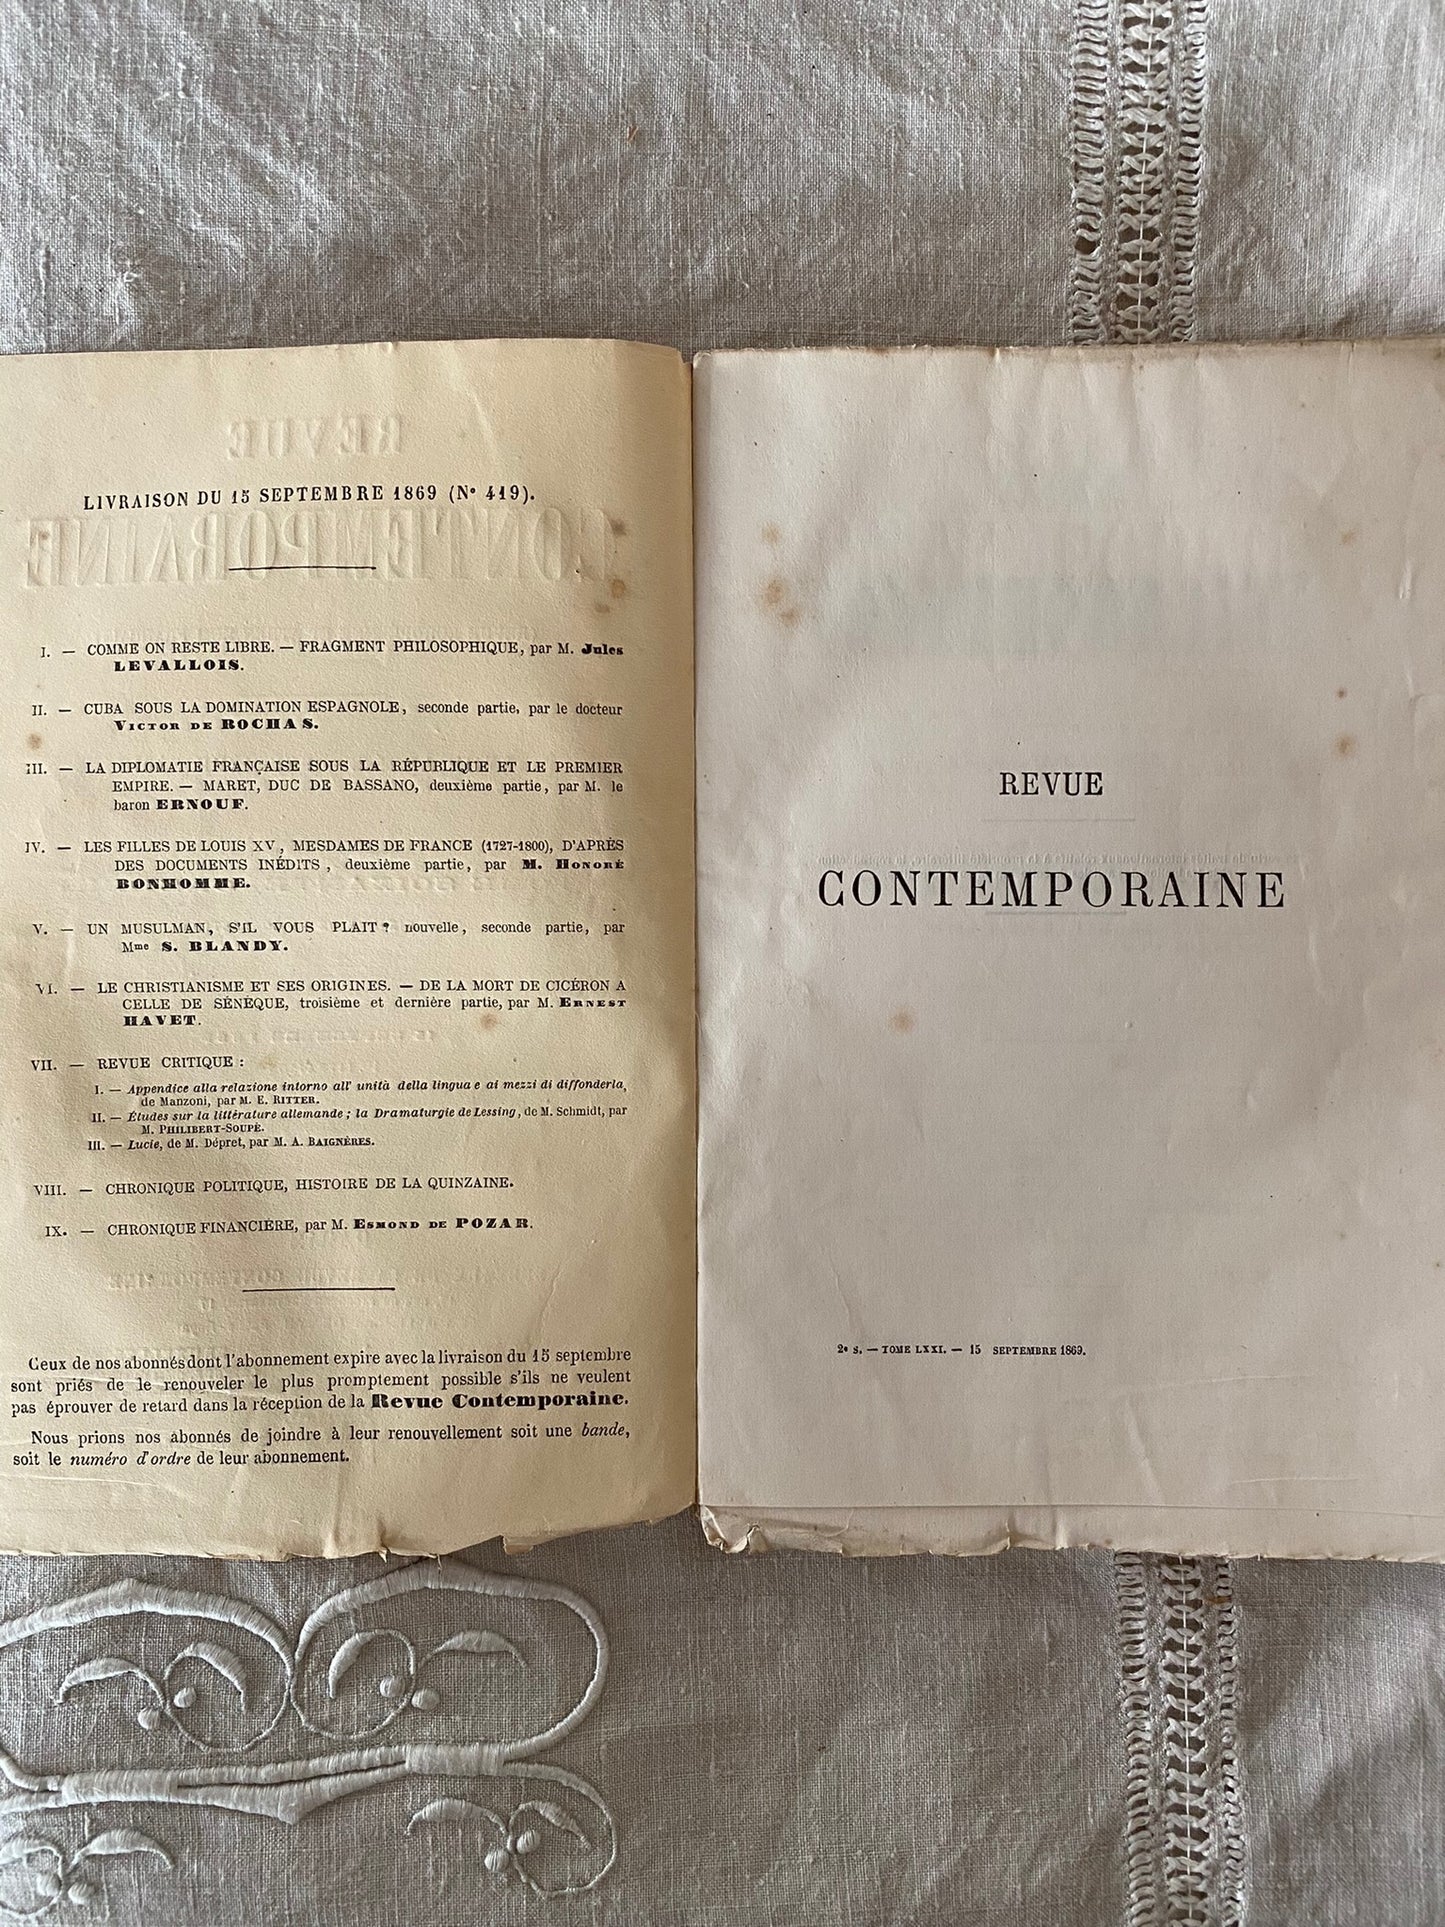 LIVRAISON DU 15 SEPTEMBRE 1869 (No 419).
I. — COMME ON RESTE LIBRE. — FRAGMENT PHILOSOPHIQUE, par M. Jules
LEVALLOIS.
II. — CUBA SOUS LA DOMINATION ESPAGNOLE, seconde partie, par le docteur
VICTOR DE ROCHAS.
III. — LA DIPLOMATIE FRANÇAISE SOUS LA RÉPUBLIQUE ET LE PREMIER
EMPIRE. — MARET, DUC DE BASSANO, deuxième partie, par M. le
baron ERNOUF.
IV. — LES FILLES DE LOUIS XV, MESDAMES DE FRANCE (1727-1800), D'APRÈS
DES DOCUMENTS INÉDITS, deuxième partie, par M. HONORÉ
BONHOMME.
V. — UN MUSULMAN, S'IL VOUS PLAIT? nouvelle, seconde partie, par
Mme S. BLANDY.
VI. — LE CHRISTIANISME ET SES ORIGINES. — DE LA MORT DE CICÉRON A
CELLE DE SÉNÈQUE, troisième et dernière partie, par M. ERNEST
HAVET.
VII. — REVUE CRITIQUE :
I. — Appendice alla relazione intorno all' unità della lingua e ai mezzi di diffonderla,
de Manzoni, par M. E. RITTER.
II. — Études sur la littérature allemande ; la Dramaturgie de Lessing, de M. Schmidt, par
M. PHILIBERT-SOUPÉ.
III. — Lucie, de M. Dépret, par M. A. BAIGNÈRES.
VIII. — CHRONIQUE POLITIQUE, HISTOIRE DE LA QUINZAINE.
IX. — CHRONIQUE FINANCIÈRE, par M. ESMOND DE POZAR.
Ceux de nos abonnés dont l'abonnement expire avec la livraison du 15 septembre
sont priés de le renouveler le plus promptement possible s'ils ne veulent
pas éprouver de retard dans la réception de la Revue Contemporaine.
Nous prions nos abonnés de joindre à leur renouvellement soit une bande,
soit le numéro d'ordre de leur abonnement.
REVUE
CONTEMPORAINE
2e S. — TOME LXXI. — 15 SEPTEMBRE 1869.